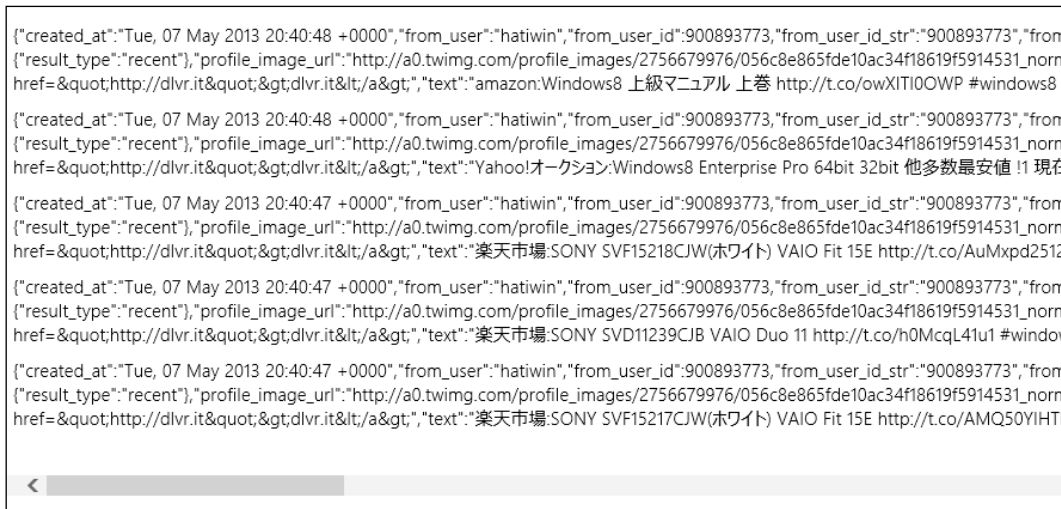 {"created_at":"Tue, 07 May 2013 20:40:48 +0000","from_user":"hatiwin","from_user_id":900893773,"from_user_id_str":"900893773","from
{"result_type":"recent"},"profile_image_url":"http://a0.twimg.com/profile_images/2756679976/056c8e865fde10ac34f18619f5914531_norm
href=&quot;http://dlvr.it&quot;&gt;dlvr.it&lt;/a&gt;","text":"amazon:Windows8 上級マニュアル 上巻 http://t.co/owXITI0OWP #windows8
{"created_at":"Tue, 07 May 2013 20:40:48 +0000","from_user":"hatiwin","from_user_id":900893773,"from_user_id_str":"900893773","from
{"result_type":"recent"},"profile_image_url":"http://a0.twimg.com/profile_images/2756679976/056c8e865fde10ac34f18619f5914531_norm
href=&quot;http://dlvr.it&quot;&gt;dlvr.it&lt;/a&gt;","text":"Yahoo!オークション:Windows8 Enterprise Pro 64bit 32bit 他多数最安値 !1 現在
{"created_at":"Tue, 07 May 2013 20:40:47 +0000","from_user":"hatiwin","from_user_id":900893773,"from_user_id_str":"900893773","from
{"result_type":"recent"},"profile_image_url":"http://a0.twimg.com/profile_images/2756679976/056c8e865fde10ac34f18619f5914531_norm
href=&quot;http://dlvr.it&quot;&gt;dlvr.it&lt;/a&gt;","text":"楽天市場:SONY SVF15218CJW(ホワイト) VAIO Fit 15E http://t.co/AuMxpd2512
{"created_at":"Tue, 07 May 2013 20:40:47 +0000","from_user":"hatiwin","from_user_id":900893773,"from_user_id_str":"900893773","from
{"result_type":"recent"},"profile_image_url":"http://a0.twimg.com/profile_images/2756679976/056c8e865fde10ac34f18619f5914531_norm
href=&quot;http://dlvr.it&quot;&gt;dlvr.it&lt;/a&gt;","text":"楽天市場:SONY SVD11239CJB VAIO Duo 11 http://t.co/h0McqL41u1 #window
{"created_at":"Tue, 07 May 2013 20:40:47 +0000","from_user":"hatiwin","from_user_id":900893773,"from_user_id_str":"900893773","from
{"result_type":"recent"},"profile_image_url":"http://a0.twimg.com/profile_images/2756679976/056c8e865fde10ac34f18619f5914531_norm
href=&quot;http://dlvr.it&quot;&gt;dlvr.it&lt;/a&gt;","text":"楽天市場:SONY SVF15217CJW(ホワイト) VAIO Fit 15E http://t.co/AMQ50YIHT